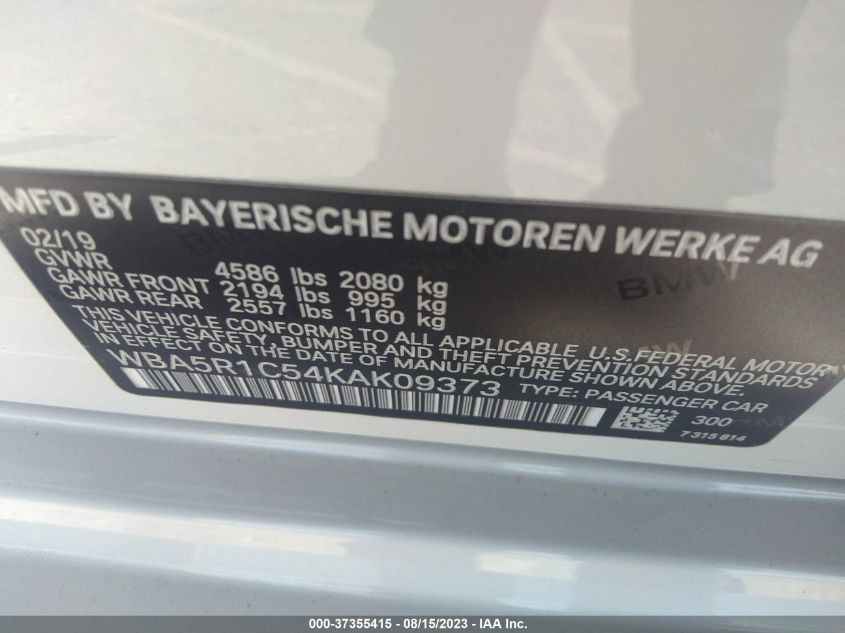 MFD BY BAYERISCHE MOTOREN WERKE AG
02/19
GVWR 4586 lbs 2080 kg
GAWR FRONT 2194 lbs 995 kg
GAWR REAR 2557 lbs 1160 kg
THIS VEHICLE CONFORMS TO ALL APPLICABLE U.S. FEDERAL MOTOR
VEHICLE SAFETY, BUMPER AND THEFT PREVENTION STANDARDS
IN EFFECT ON THE DATE OF MANUFACTURE SHOWN ABOVE.
WBA5R1C54KAK09373 TYPE: PASSENGER CAR
300
7315814
BMW
000-37355415 - 08/15/2023 - IAA Inc.